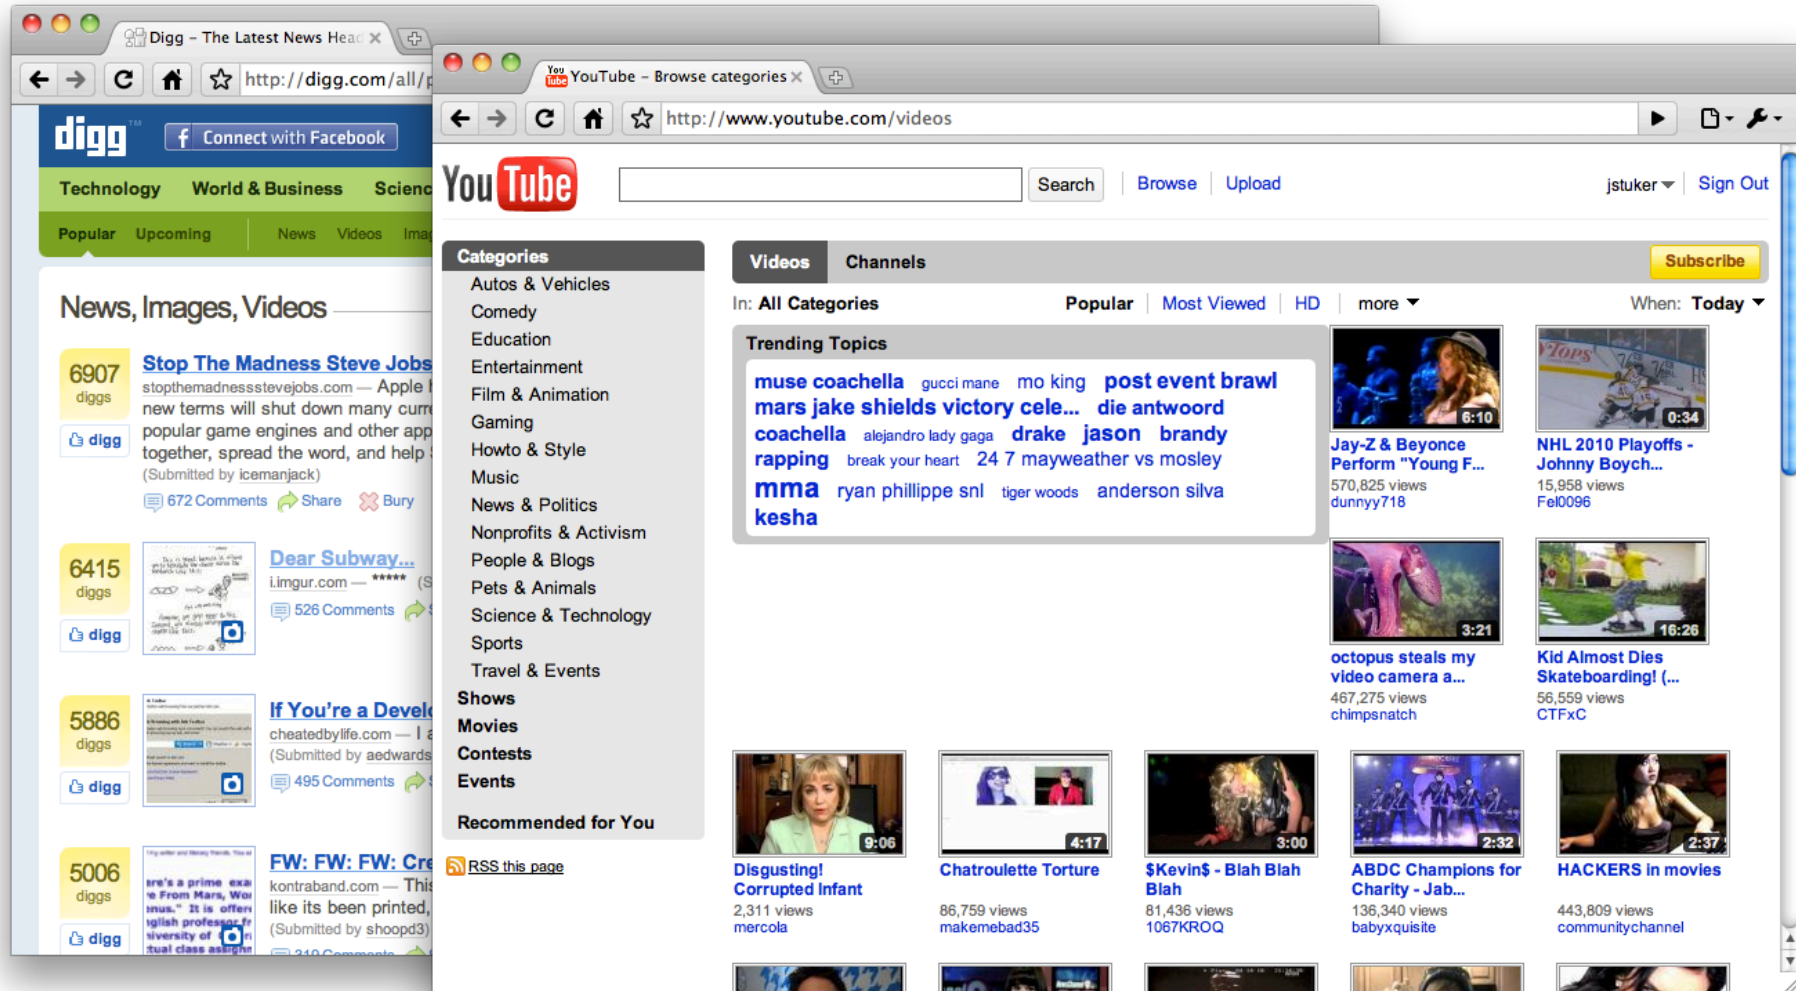 Digg – The Latest News Head
http://digg.com/all/p
digg™
f Connect with Facebook
Technology World & Business Scienc
Popular Upcoming News Videos Imag
News, Images, Videos
6907
diggs
digg
Stop The Madness Steve Jobs
stopthemadnessstevejobs.com — Apple h
new terms will shut down many curre
popular game engines and other app
together, spread the word, and help
(Submitted by icemanjack)
672 Comments Share Bury
6415
diggs
digg
Dear Subway...
i.imgur.com — ***** (S
526 Comments
5886
diggs
digg
If You're a Develo
cheatedbylife.com — I a
(Submitted by aedwards
495 Comments
5006
diggs
digg
FW: FW: FW: Cre
kontraband.com — This
like its been printed,
(Submitted by shoopd3)
319 Comments
YouTube – Browse categories
http://www.youtube.com/videos
YouTube
Search Browse Upload
jstuker Sign Out
Categories
Autos & Vehicles
Comedy
Education
Entertainment
Film & Animation
Gaming
Howto & Style
Music
News & Politics
Nonprofits & Activism
People & Blogs
Pets & Animals
Science & Technology
Sports
Travel & Events
Shows
Movies
Contests
Events
Recommended for You
RSS this page
Videos Channels Subscribe
In: All Categories Popular Most Viewed HD more When: Today
Trending Topics
muse coachella gucci mane mo king post event brawl
mars jake shields victory cele... die antwoord
coachella alejandro lady gaga drake jason brandy
rapping break your heart 24 7 mayweather vs mosley
mma ryan phillippe snl tiger woods anderson silva
kesha
6:10
Jay-Z & Beyonce
Perform "Young F...
570,825 views
dunnyy718
0:34
NHL 2010 Playoffs -
Johnny Boych...
15,958 views
Fel0096
3:21
octopus steals my
video camera a...
467,275 views
chimpsnatch
16:26
Kid Almost Dies
Skateboarding! (...
56,559 views
CTFxC
9:06
Disgusting!
Corrupted Infant
2,311 views
mercola
4:17
Chatroulette Torture
86,759 views
makemebad35
3:00
$Kevin$ - Blah Blah
Blah
81,436 views
1067KROQ
2:32
ABDC Champions for
Charity - Jab...
136,340 views
babyxquisite
2:37
HACKERS in movies
443,809 views
communitychannel